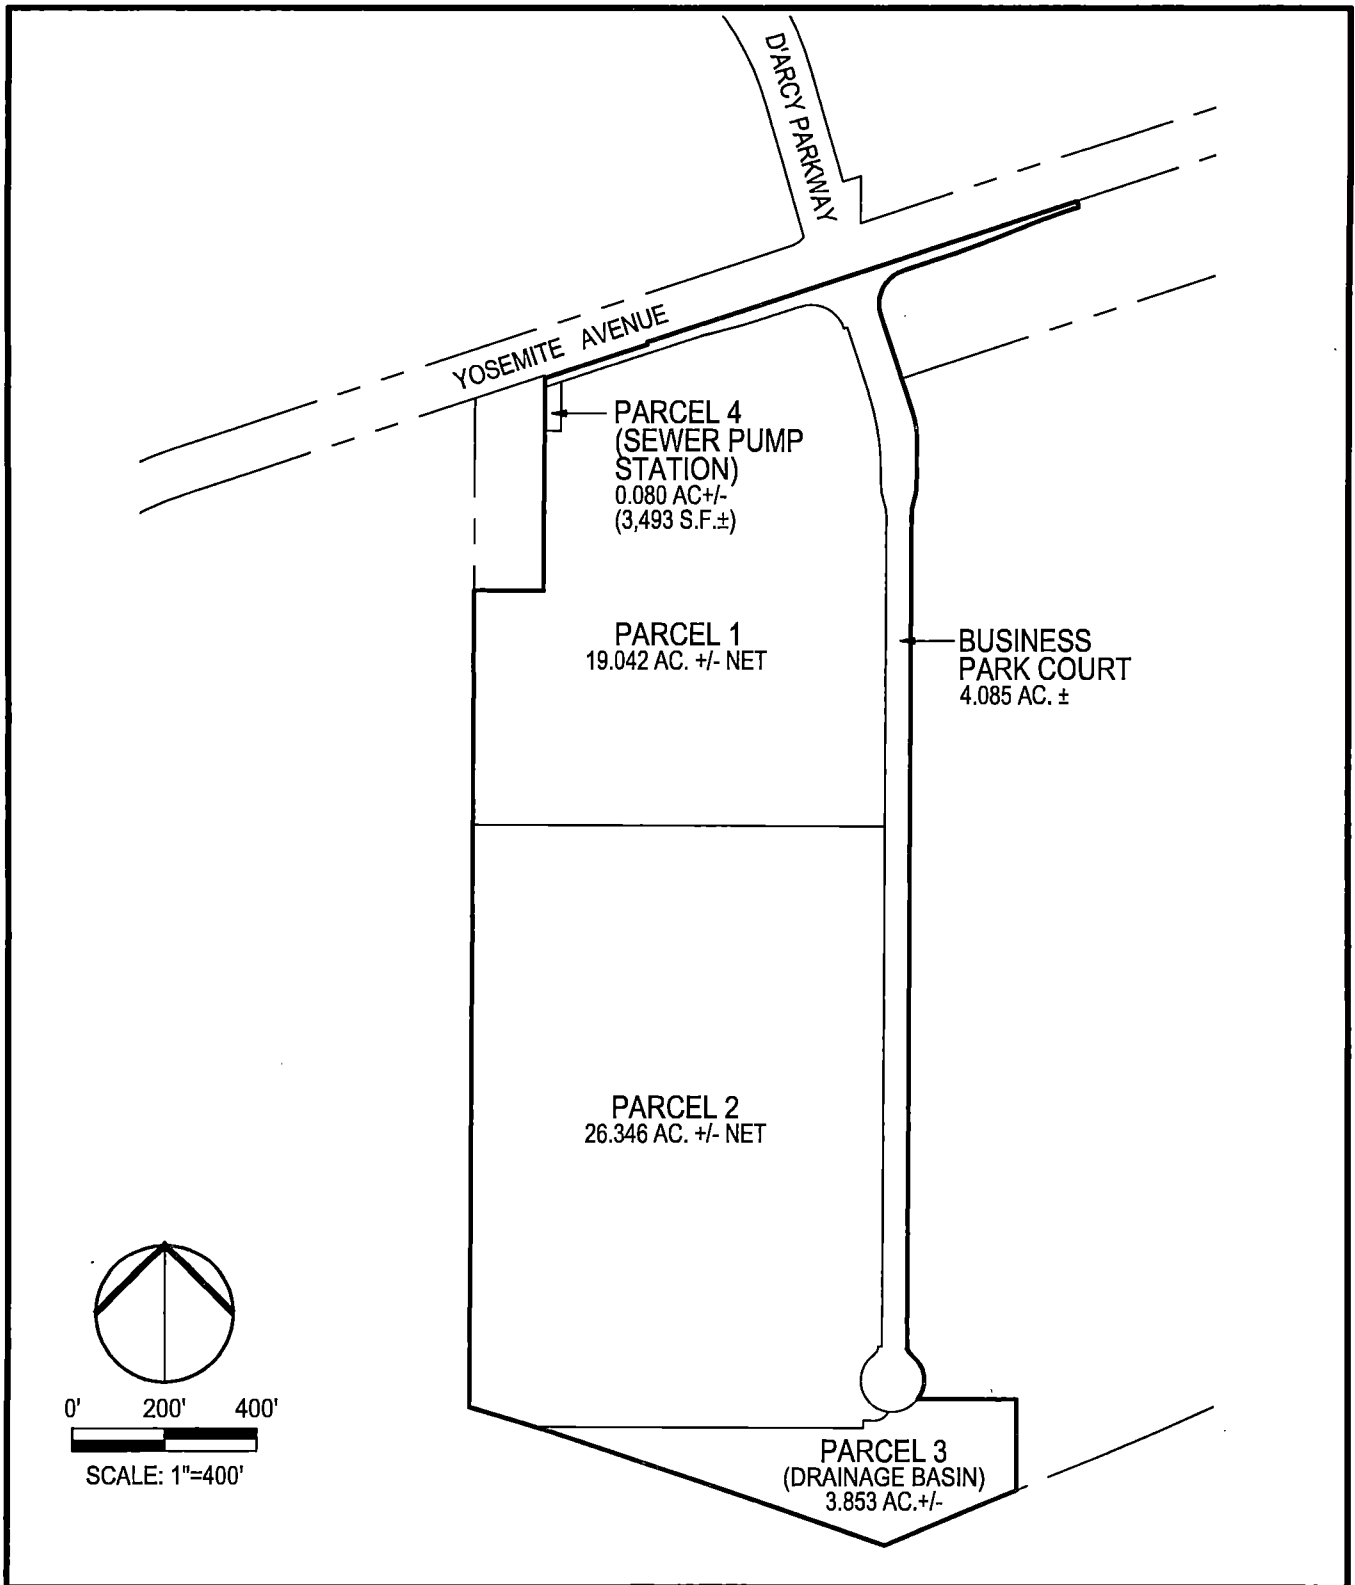 D'ARCY PARKWAY
YOSEMITE AVENUE
PARCEL 4
(SEWER PUMP
STATION)
0.080 AC+/-
(3,493 S.F.±)
PARCEL 1
19.042 AC. +/- NET
BUSINESS
PARK COURT
4.085 AC. ±
PARCEL 2
26.346 AC. +/- NET
0' 200' 400'
SCALE: 1"=400'
PARCEL 3
(DRAINAGE BASIN)
3.853 AC.+/-